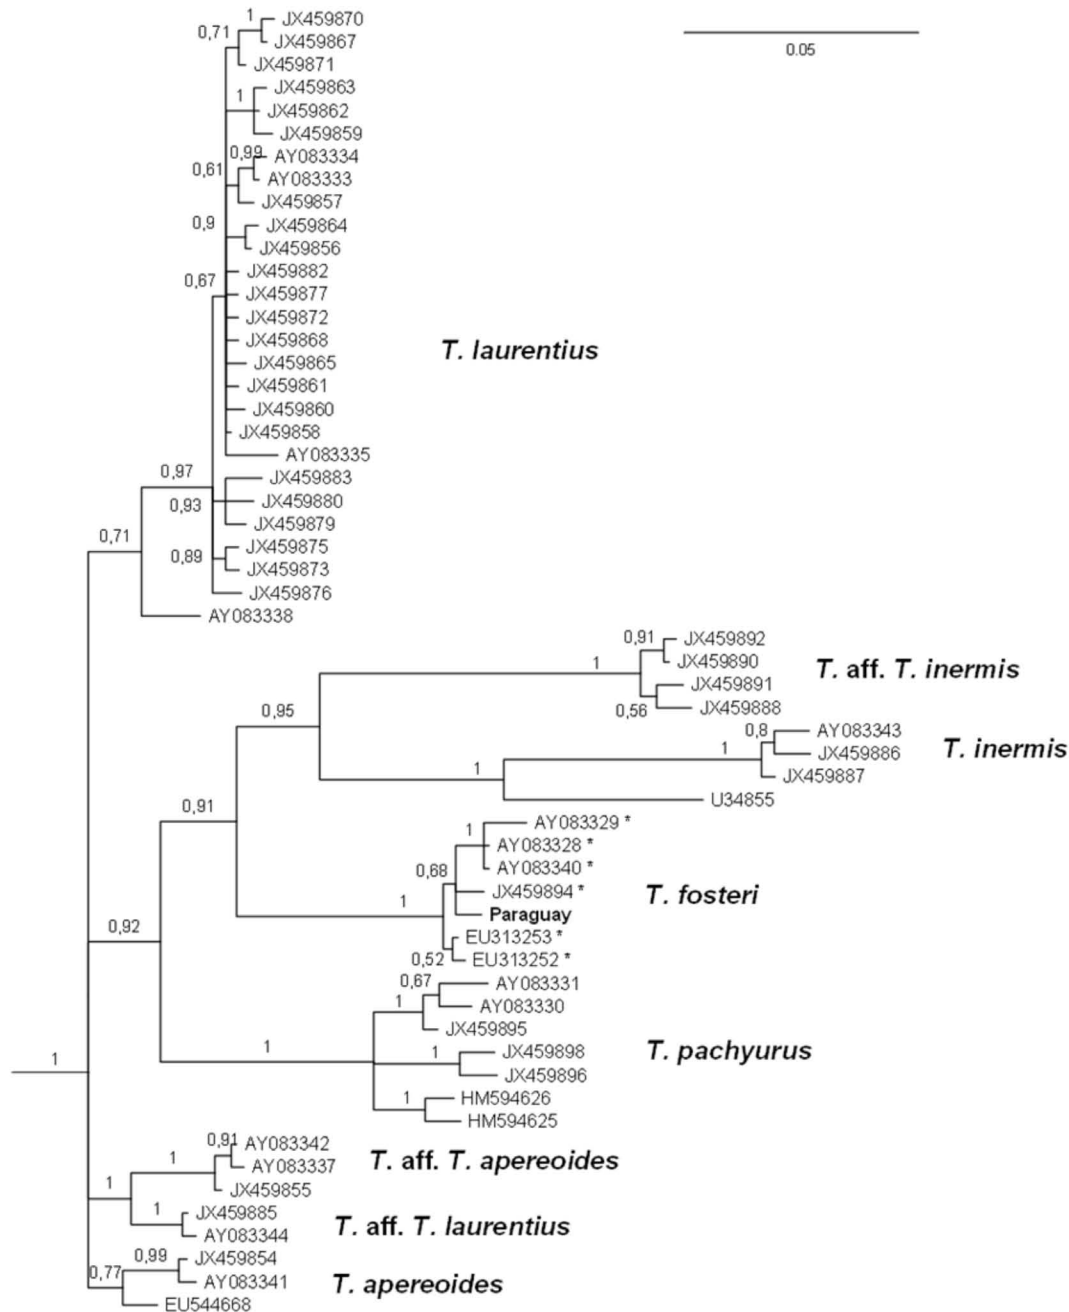 1
JX459870
0,71
JX459867
0.05
JX459871
JX459863
1
JX459862
JX459859
0,99
AY083334
0,61
AY083333
JX459857
0,9
JX459864
JX459856
JX459882
0,67
JX459877
JX459872
JX459868
T. laurentius
JX459865
JX459861
JX459860
JX459858
AY083335
0,97
JX459883
0,93
JX459880
JX459879
0,71
JX459875
0,89
JX459873
JX459876
AY083338
0,91
JX459892
1
JX459890
T. aff. T. inermis
JX459891
0,95
0,56
JX459888
0,8
AY083343
1
JX459886
T. inermis
1
JX459887
U34855
0,91
AY083329 *
1
AY083328 *
AY083340 *
0,68
JX459894 *
T. fosteri
1
Paraguay
0,92
EU313253 *
0,52
EU313252 *
0,67
AY083331
1
AY083330
JX459895
1
1
JX459898
T. pachyurus
1
JX459896
1
HM594626
HM594625
0,91
AY083342
1
AY083337
T. aff. T. apereoides
1
JX459855
1
JX459885
AY083344
T. aff. T. laurentius
0,99
JX459854
0,77
AY083341
T. apereoides
EU544668